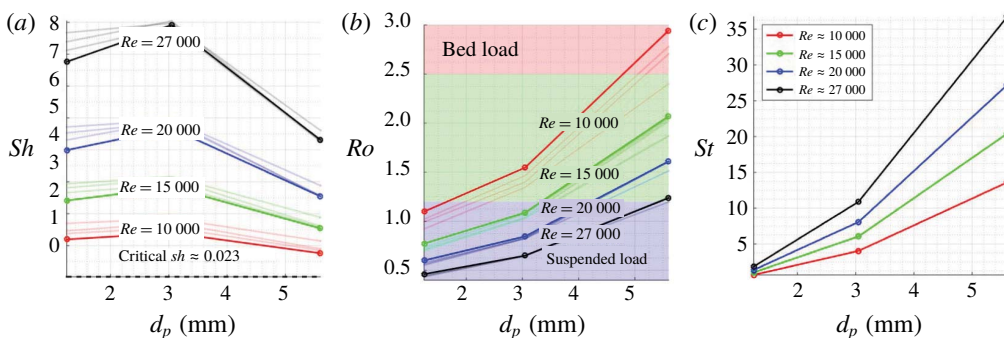 (a)
8
7
6
5
4
3
2
1
0
Sh
Re = 27 000
Re = 20 000
Re = 15 000
Re = 10 000
Critical sh ≈ 0.023
2
3
4
5
d_p (mm)
(b)
3.0
2.5
2.0
1.5
1.0
0.5
Ro
Bed load
Re = 10 000
Re = 15 000
Re = 20 000
Re = 27 000
Suspended load
2
3
4
5
d_p (mm)
(c)
35
30
25
20
15
10
5
St
Re ≈ 10 000
Re ≈ 15 000
Re ≈ 20 000
Re ≈ 27 000
2
3
4
5
d_p (mm)